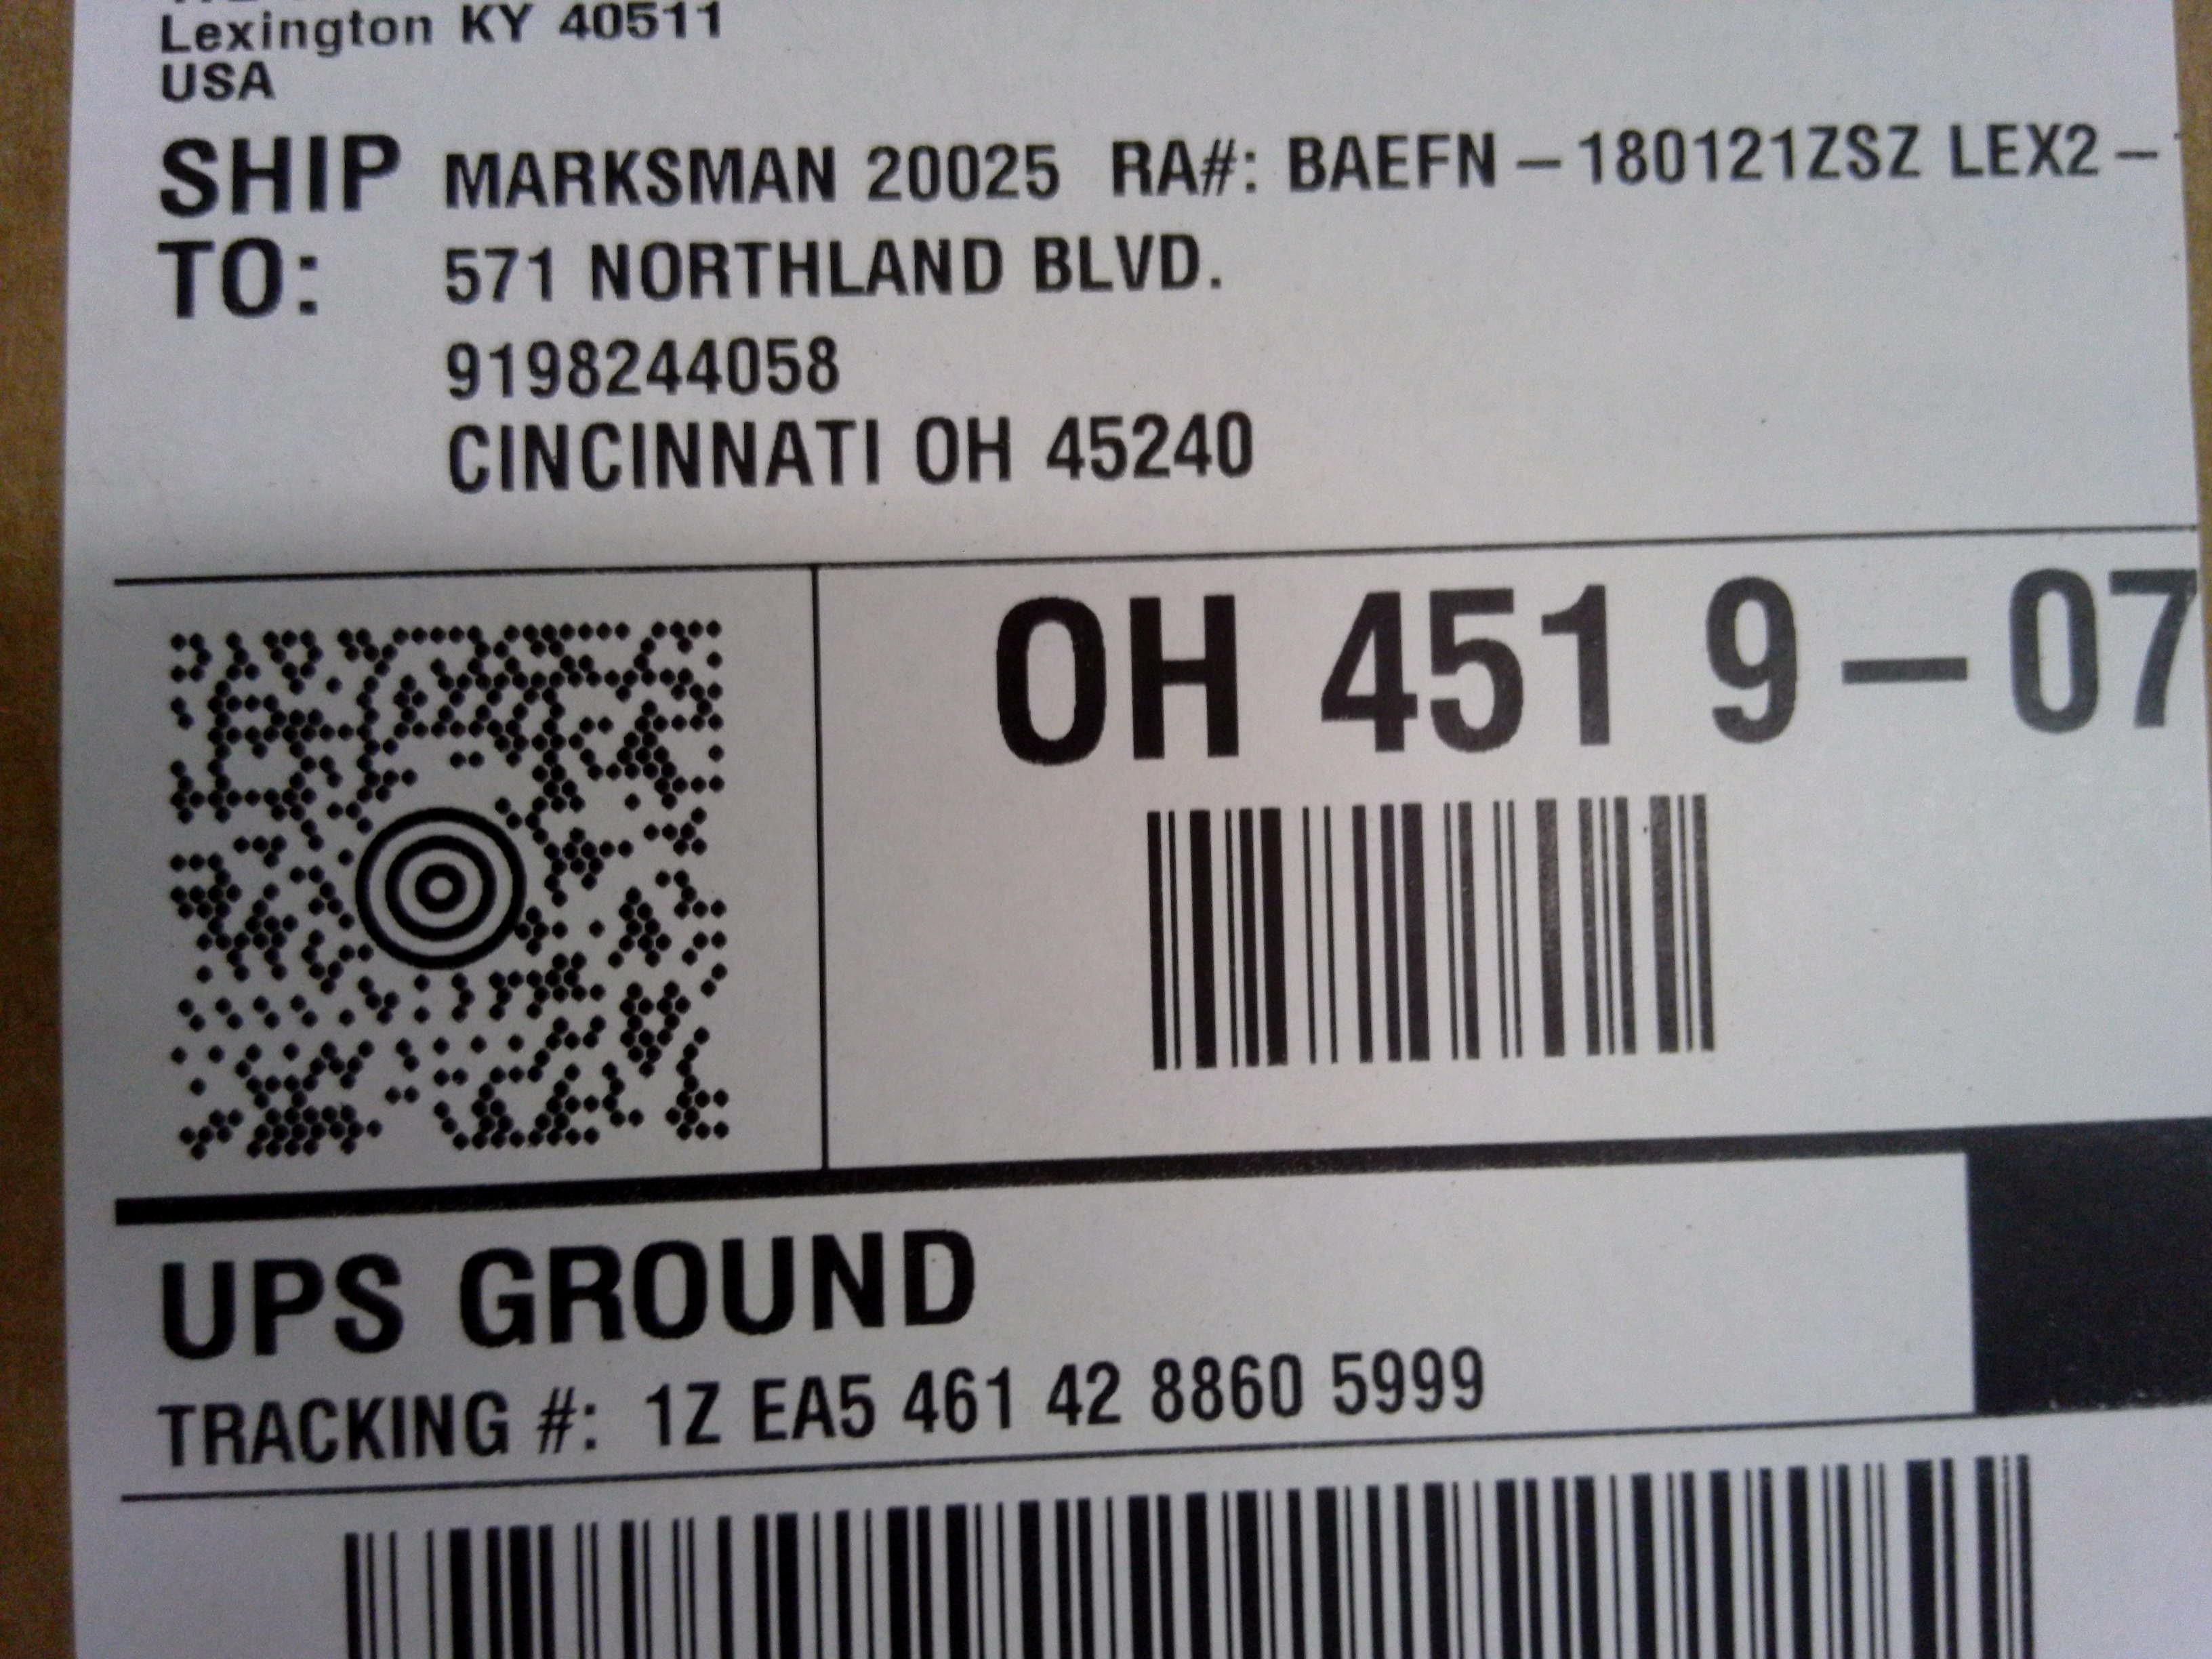 Lexington KY 40511
USA
SHIP TO: MARKSMAN 20025 RA#: BAEFN-180121ZSZ LEX2-
571 NORTHLAND BLVD.
9198244058
CINCINNATI OH 45240
OH 451 9-07
UPS GROUND
TRACKING #: 1Z EA5 461 42 8860 5999